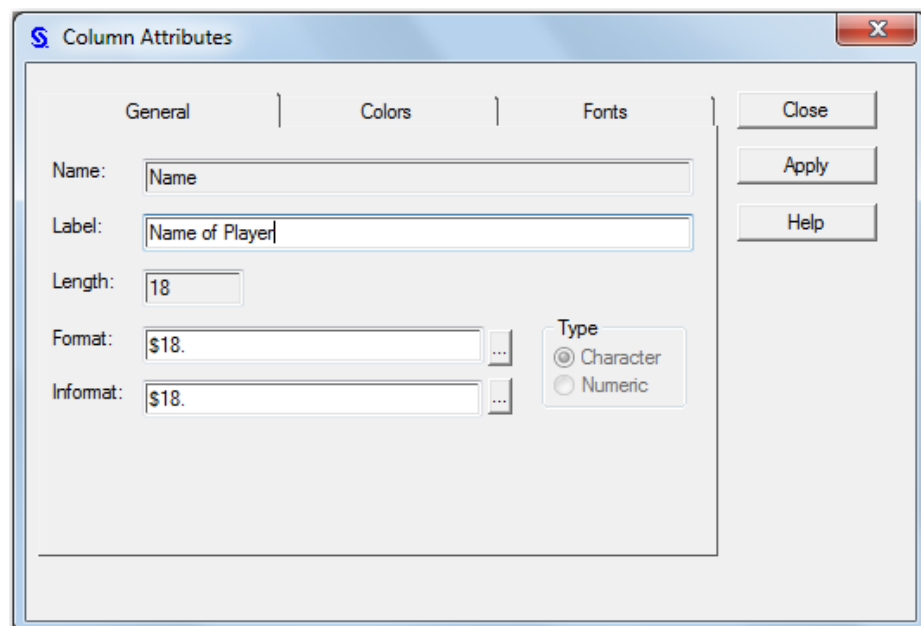 Column Attributes
General Colors Fonts
Close
Name: Name
Apply
Label: Name of Player
Help
Length: 18
Format: $18. ...
Type
Character
Informat: $18. ...
Numeric